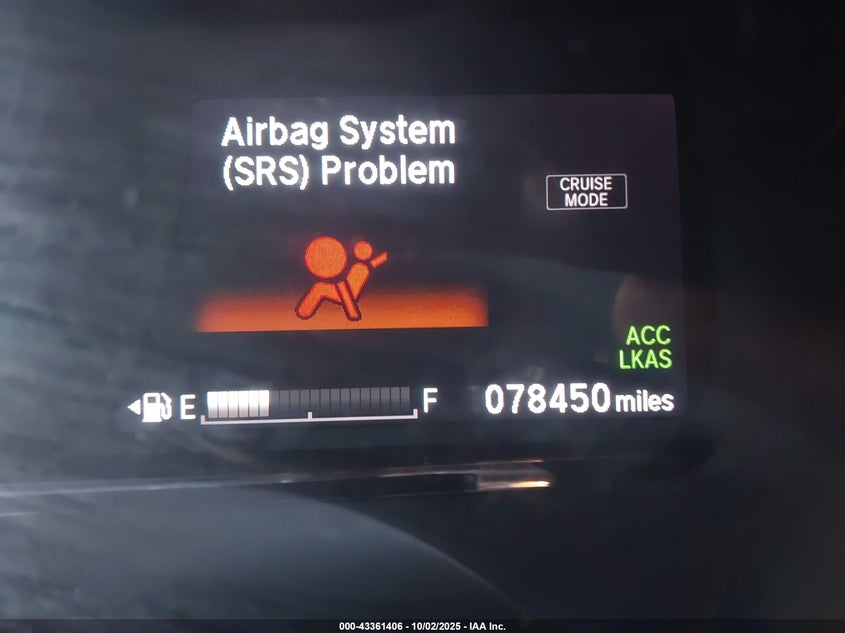 Airbag System
(SRS) Problem
CRUISE
MODE
ACC
LKAS
E
F
078450 miles
000-43361406 - 10/02/2025 - IAA Inc.